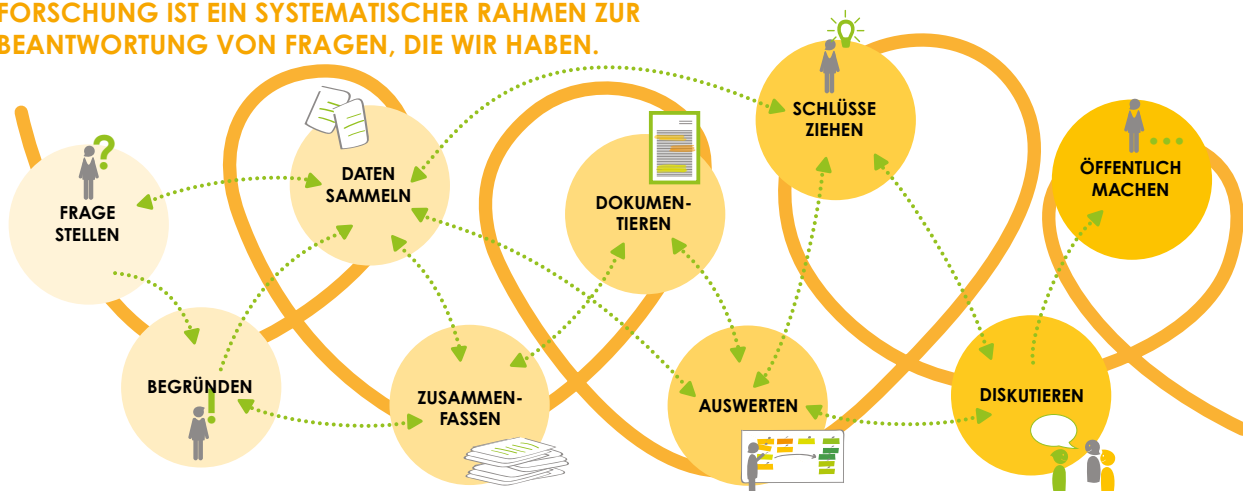 FORSCHUNG IST EIN SYSTEMATISCHER RAHMEN ZUR
BEANTWORTUNG VON FRAGEN, DIE WIR HABEN.
FRAGE
STELLEN
BEGRÜNDEN
DATEN
SAMMELN
ZUSAMMEN-
FASSEN
DOKUMEN-
TIEREN
AUSWERTEN
SCHLÜSSE
ZIEHEN
DISKUTIEREN
ÖFFENTLICH
MACHEN